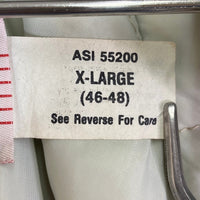 ASI 55200
X-LARGE
(46-48)
See Reverse For Care